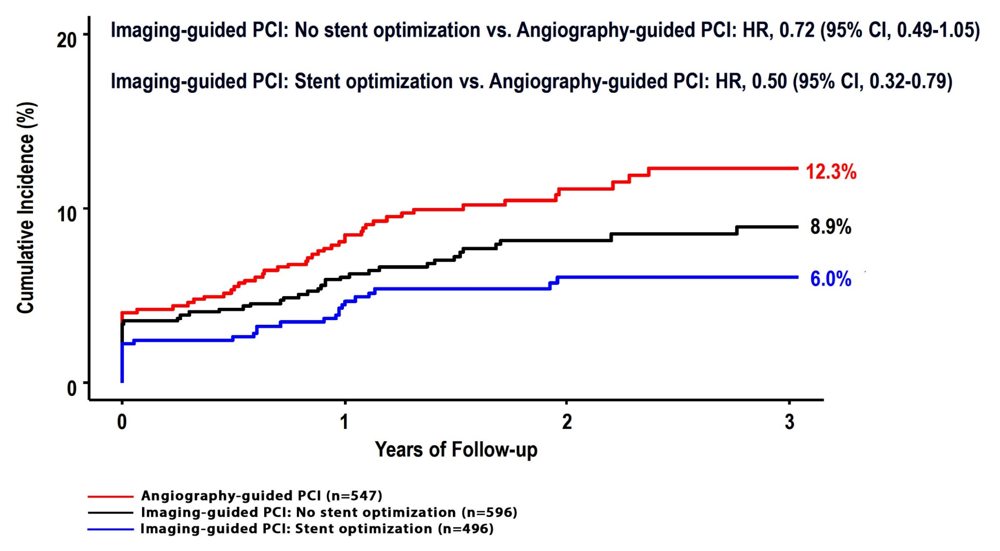 Imaging-guided PCI: No stent optimization vs. Angiography-guided PCI: HR, 0.72 (95% CI, 0.49-1.05)
Imaging-guided PCI: Stent optimization vs. Angiography-guided PCI: HR, 0.50 (95% CI, 0.32-0.79)
Cumulative Incidence (%)
20
10
0
12.3%
8.9%
6.0%
0 1 2 3
Years of Follow-up
Angiography-guided PCI (n=547)
Imaging-guided PCI: No stent optimization (n=596)
Imaging-guided PCI: Stent optimization (n=496)